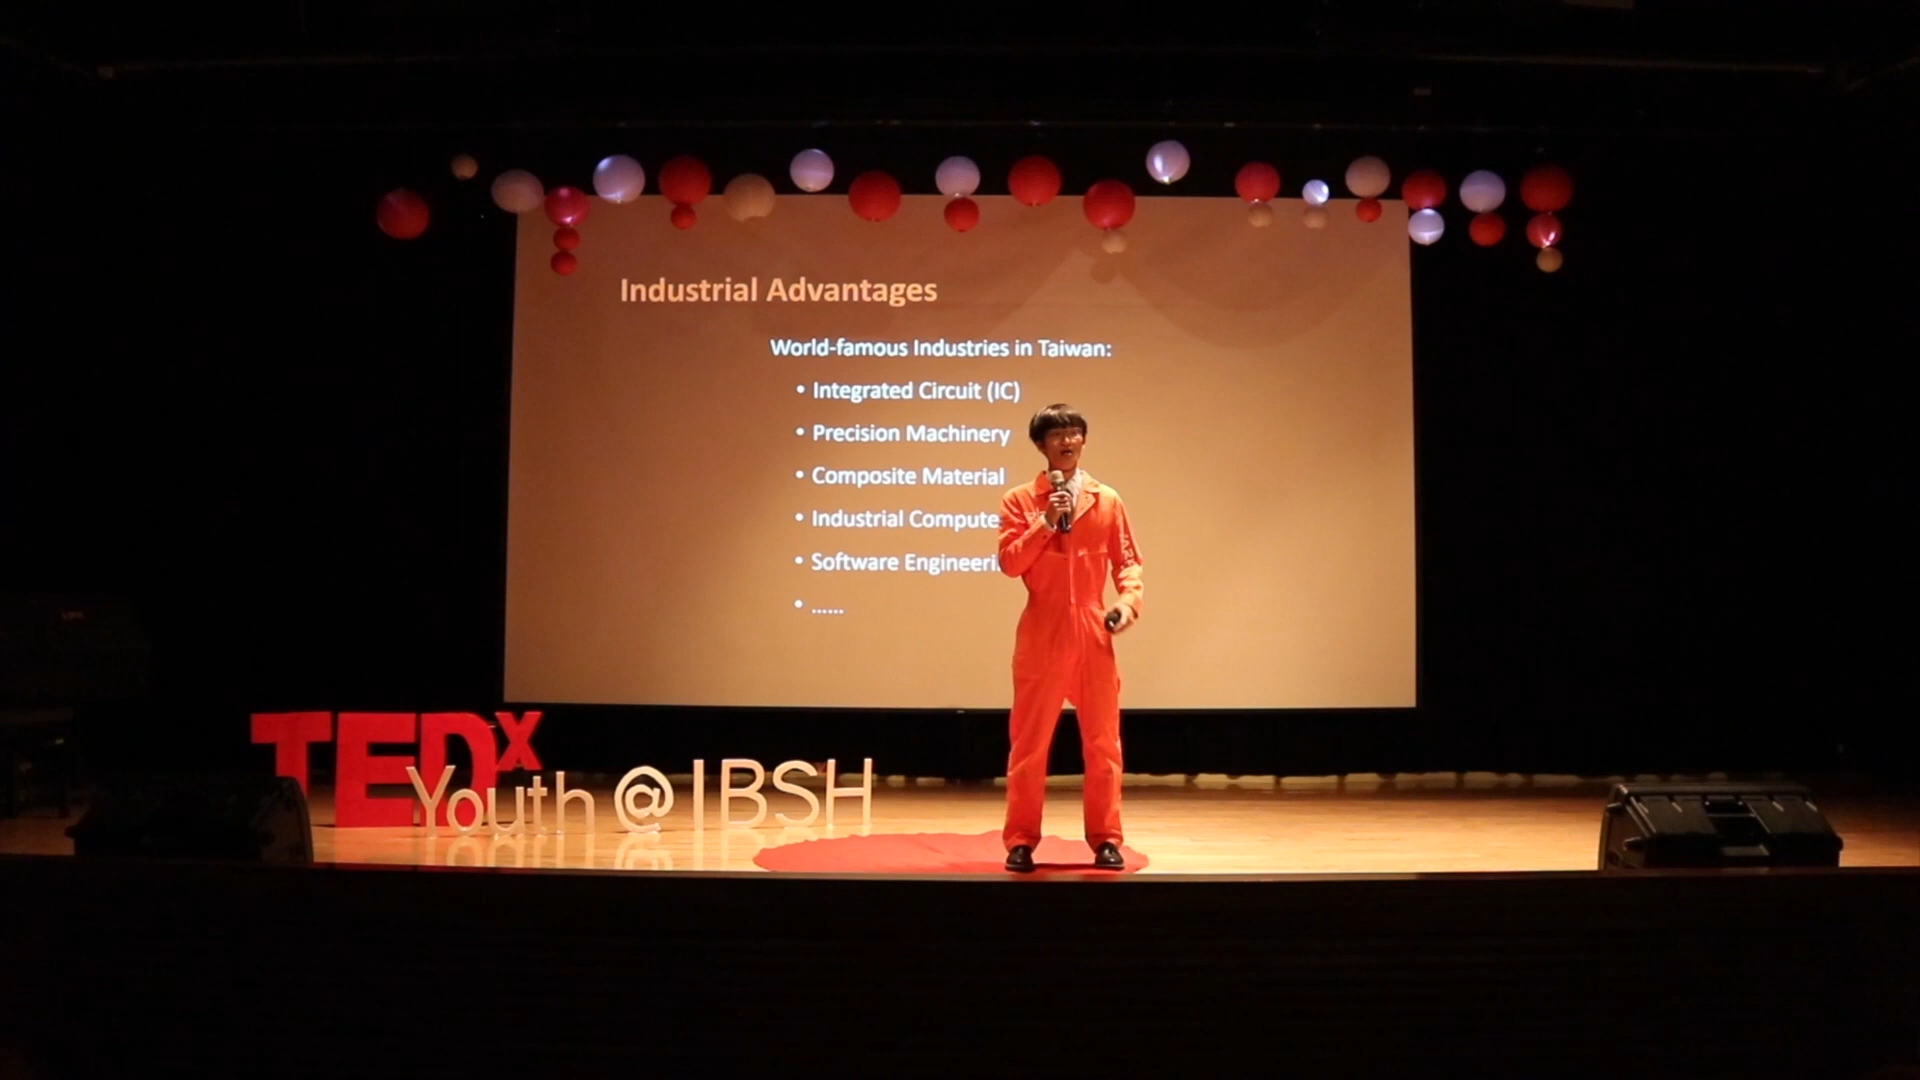 Industrial Advantages
World-famous Industries in Taiwan:
• Integrated Circuit (IC)
• Precision Machinery
• Composite Material
• Industrial Compute
• Software Engineeri
• ......
TEDx
Youth @ IBSH